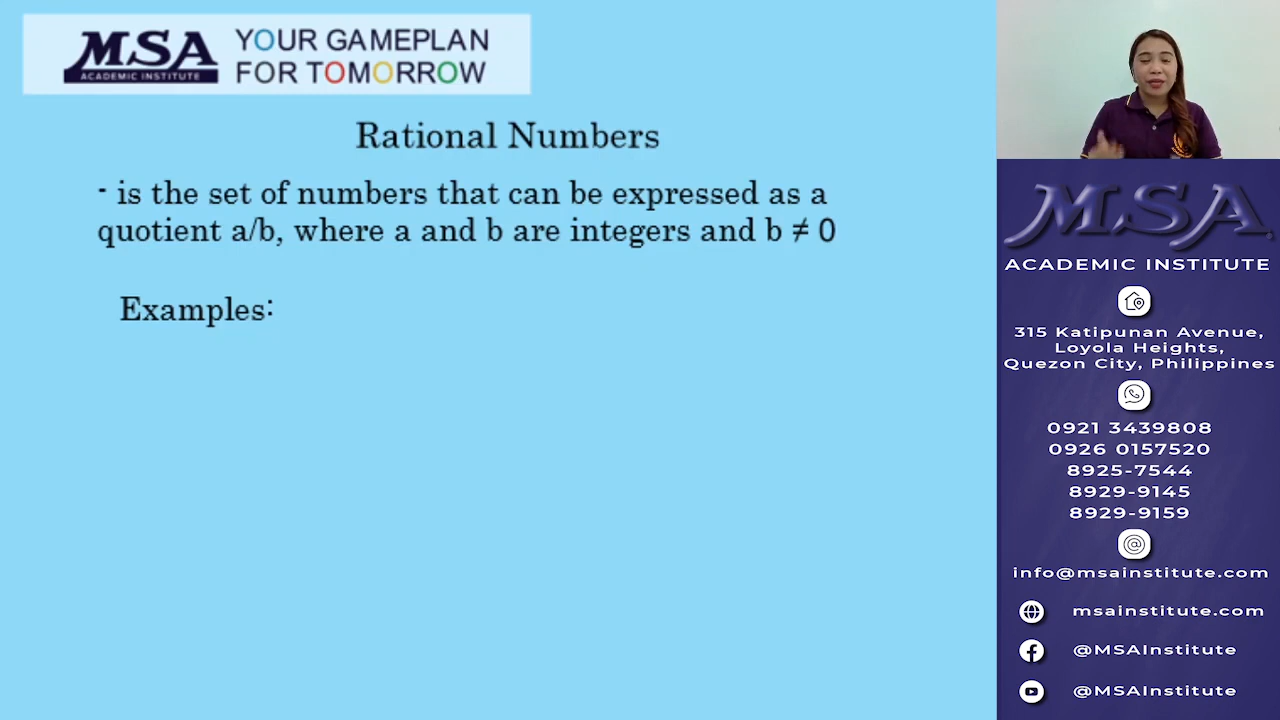 MSA
ACADEMIC INSTITUTE
YOUR GAMEPLAN
FOR TOMORROW
Rational Numbers
- is the set of numbers that can be expressed as a
quotient a/b, where a and b are integers and b ≠ 0
Examples:
MSA
ACADEMIC INSTITUTE
315 Katipunan Avenue,
Loyola Heights,
Quezon City, Philippines
0921 3439808
0926 0157520
8925-7544
8929-9145
8929-9159
info@msainstitute.com
msainstitute.com
@MSAInstitute
@MSAInstitute